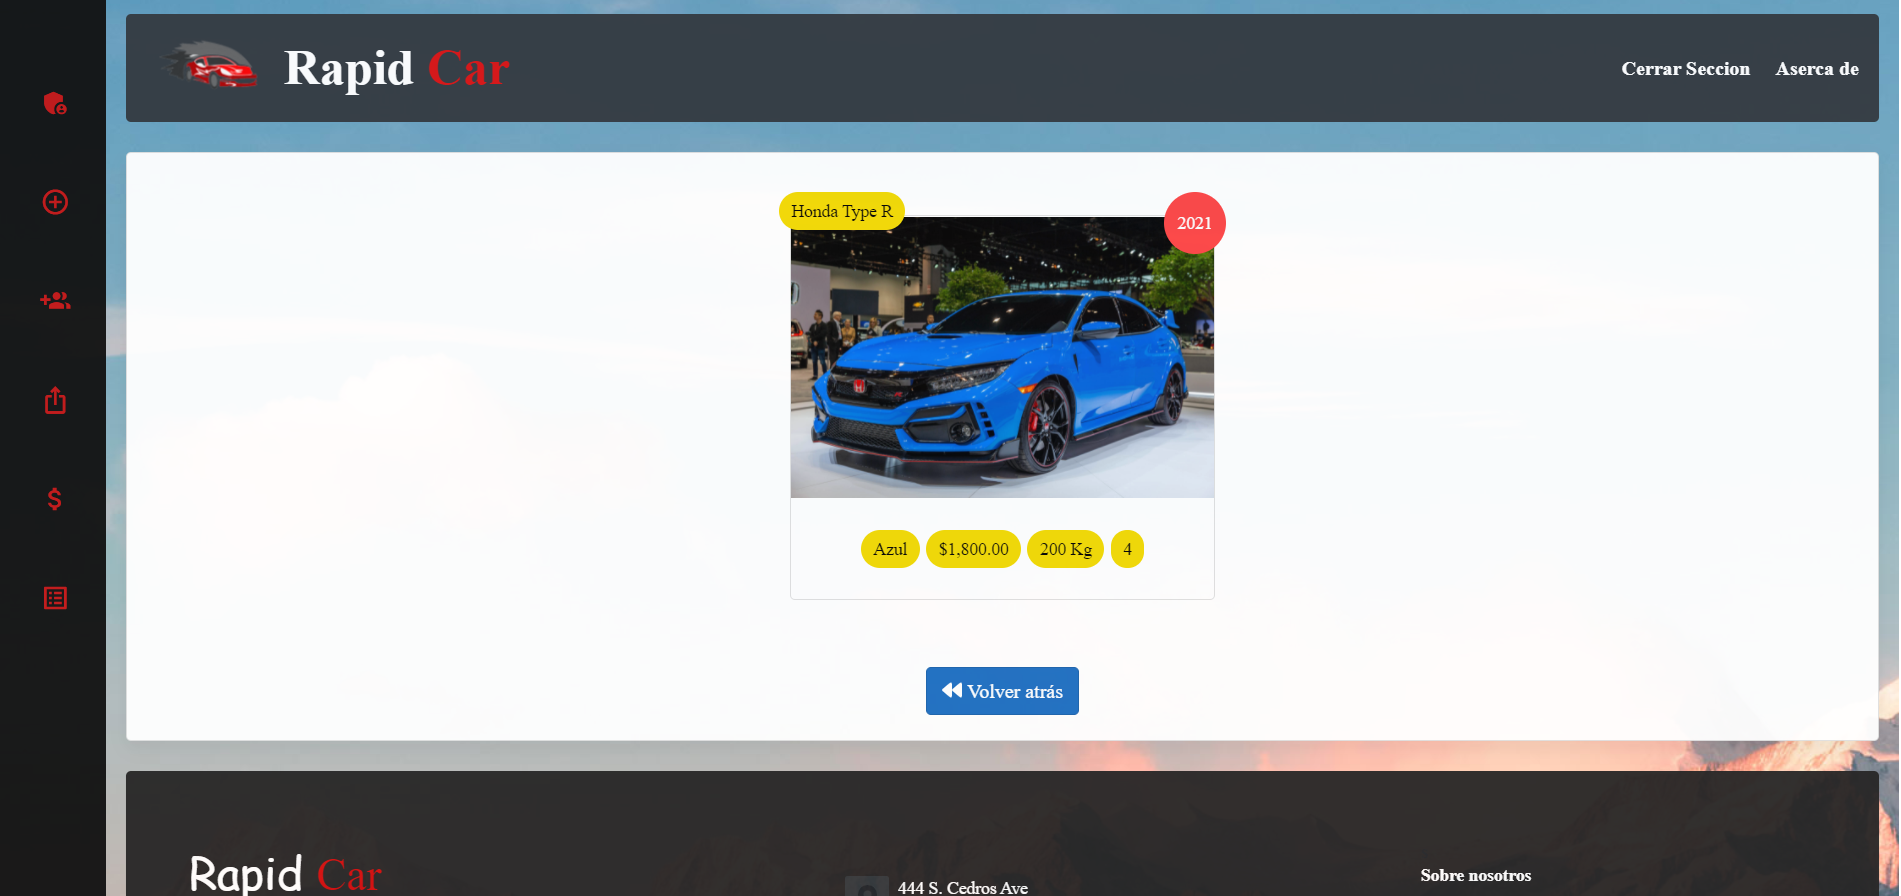 Rapid Car
Cerrar Seccion
Aserca de
Honda Type R
2021
Azul
$1,800.00
200 Kg
4
Volver atrás
Rapid Car
444 S. Cedros Ave
Sobre nosotros